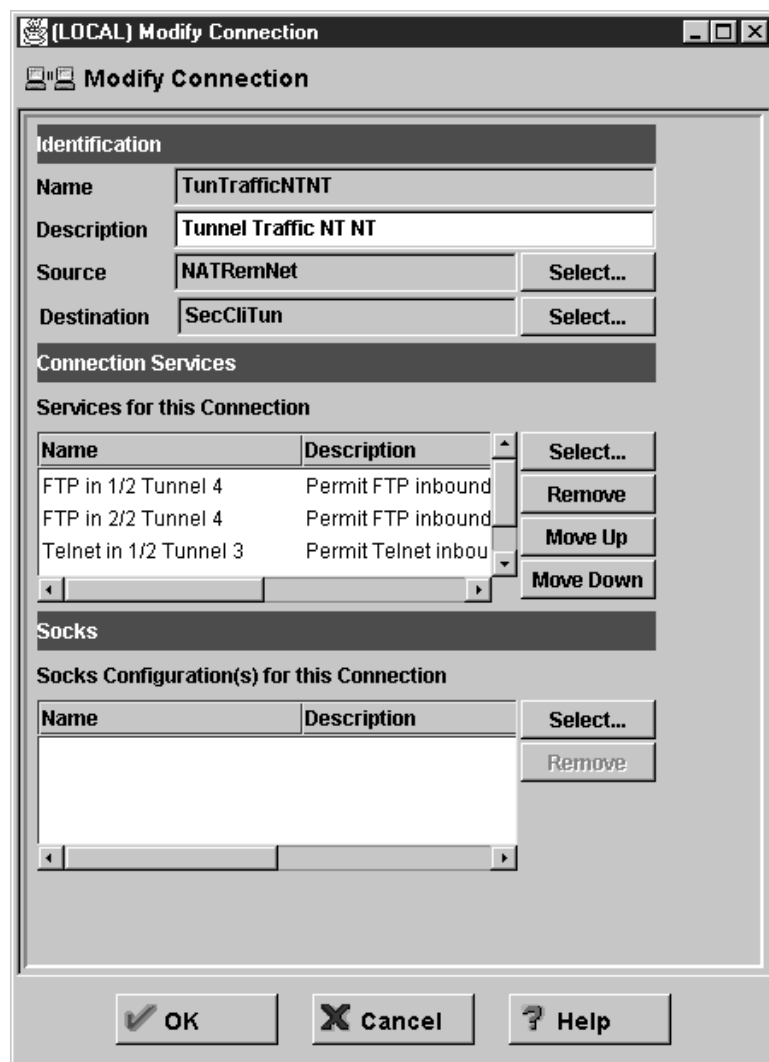 (LOCAL) Modify Connection
Modify Connection
Identification
Name TunTrafficNTNT
Description Tunnel Traffic NT NT
Source NATRemNet Select...
Destination SecCliTun Select...
Connection Services
Services for this Connection
Name Description Select...
FTP in 1/2 Tunnel 4 Permit FTP inbound Remove
FTP in 2/2 Tunnel 4 Permit FTP inbound Move Up
Telnet in 1/2 Tunnel 3 Permit Telnet inbou Move Down
Socks
Socks Configuration(s) for this Connection
Name Description Select...
Remove
OK Cancel ? Help